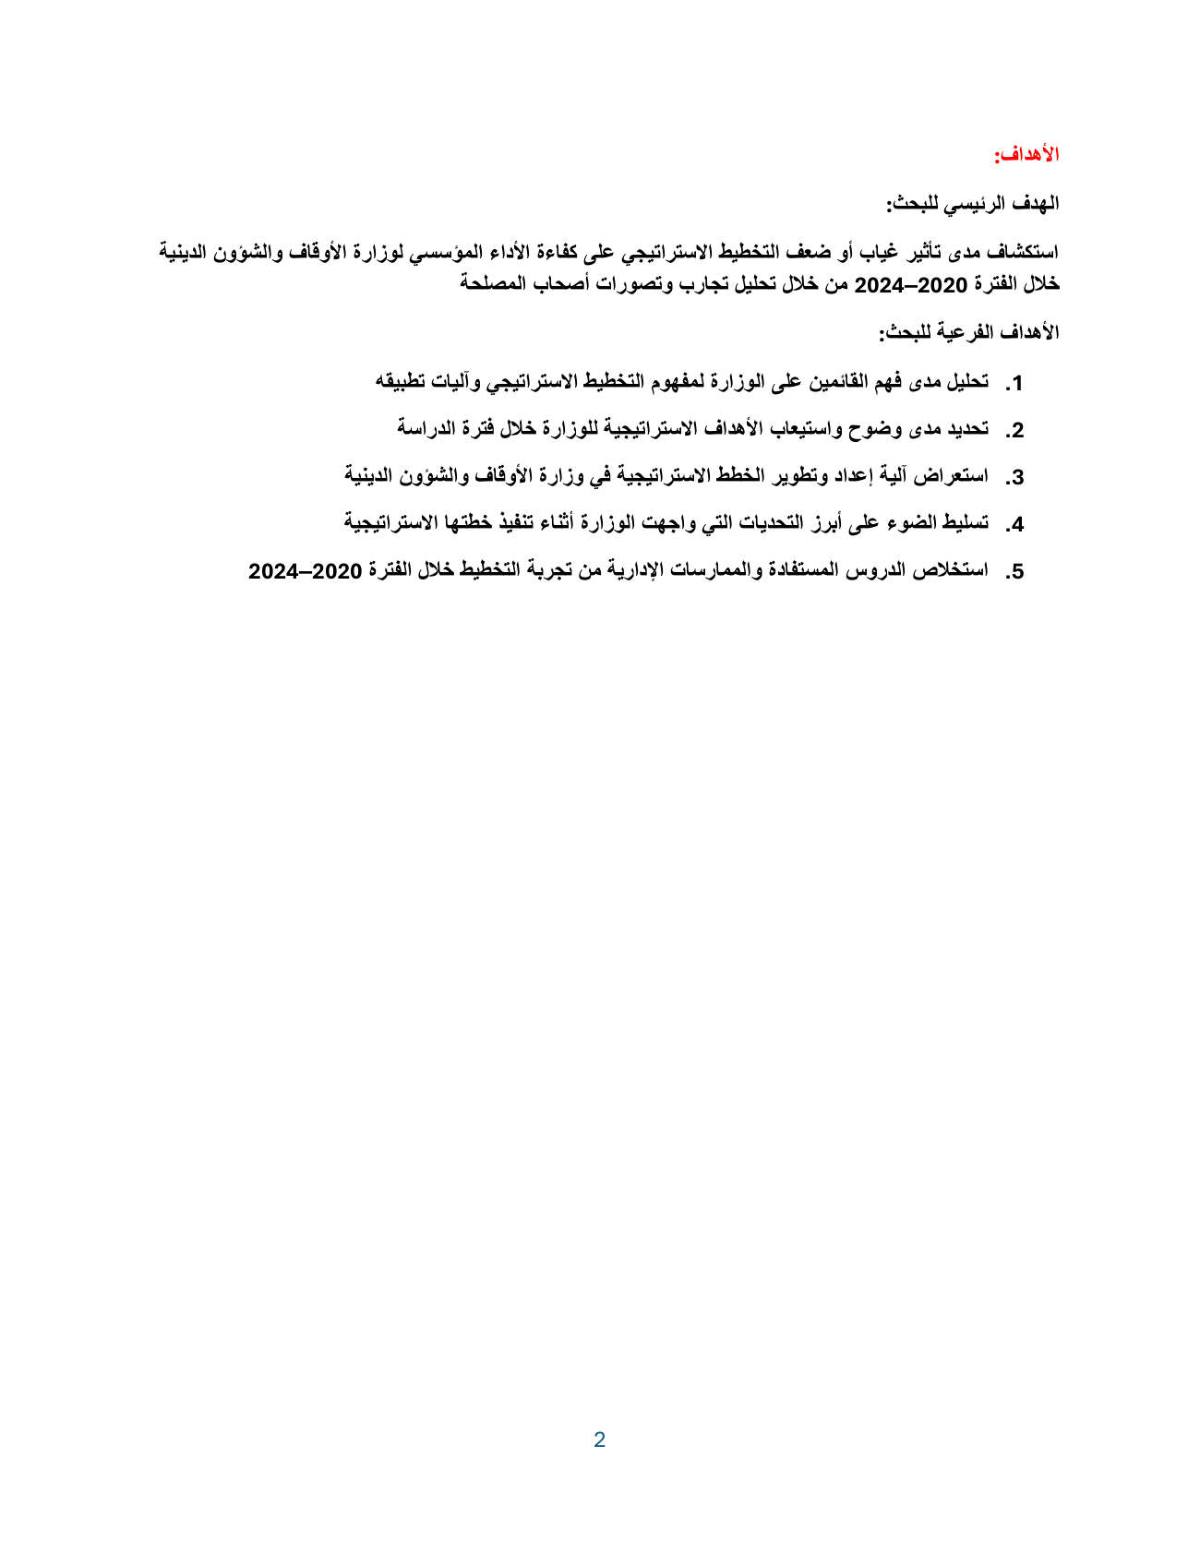 الأهداف:
الهدف الرئيسي للبحث:
استكشاف مدى تأثير غياب أو ضعف التخطيط الاستراتيجي على كفاءة الأداء المؤسسي لوزارة الأوقاف والشؤون الدينية
خلال الفترة 2020–2024 من خلال تحليل تجارب وتصورات أصحاب المصلحة
الأهداف الفرعية للبحث:
1. تحليل مدى فهم القائمين على الوزارة لمفهوم التخطيط الاستراتيجي وآليات تطبيقه
2. تحديد مدى وضوح واستيعاب الأهداف الاستراتيجية للوزارة خلال فترة الدراسة
3. استعراض آلية إعداد وتطوير الخطط الاستراتيجية في وزارة الأوقاف والشؤون الدينية
4. تسليط الضوء على أبرز التحديات التي واجهت الوزارة أثناء تنفيذ خطتها الاستراتيجية
5. استخلاص الدروس المستفادة والممارسات الإدارية من تجربة التخطيط خلال الفترة 2020–2024
2